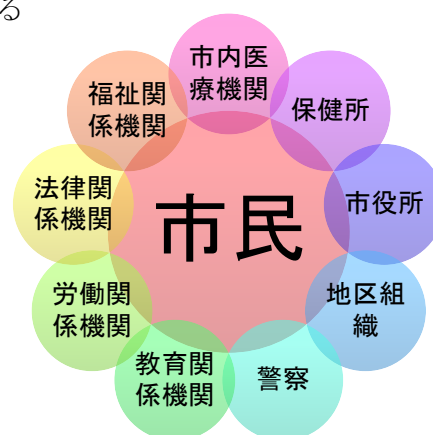 る
市内医
療機関
保健所
市役所
地区組
織
警察
教育関
係機関
労働関
係機関
法律関
係機関
福祉関
係機関
市民